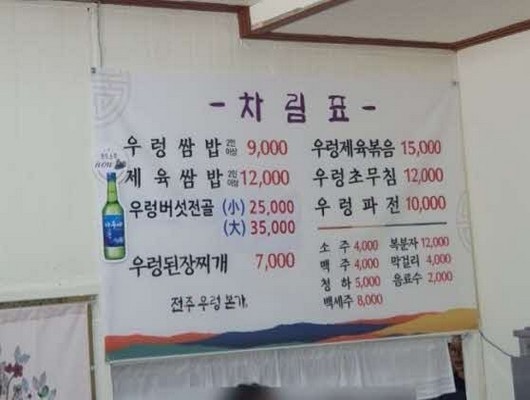 - 차 림 표 -
우 렁 쌈 밥 2인 이상 9,000
제 육 쌈 밥 2인 이상 12,000
우렁버섯전골 (小) 25,000
(大) 35,000
우렁된장찌개 7,000
전주 우렁 본가
우렁제육볶음 15,000
우렁초무침 12,000
우 렁 파 전 10,000
소 주 4,000 복분자 12,000
맥 주 4,000 막걸리 4,000
청 하 5,000 음료수 2,000
백세주 8,000